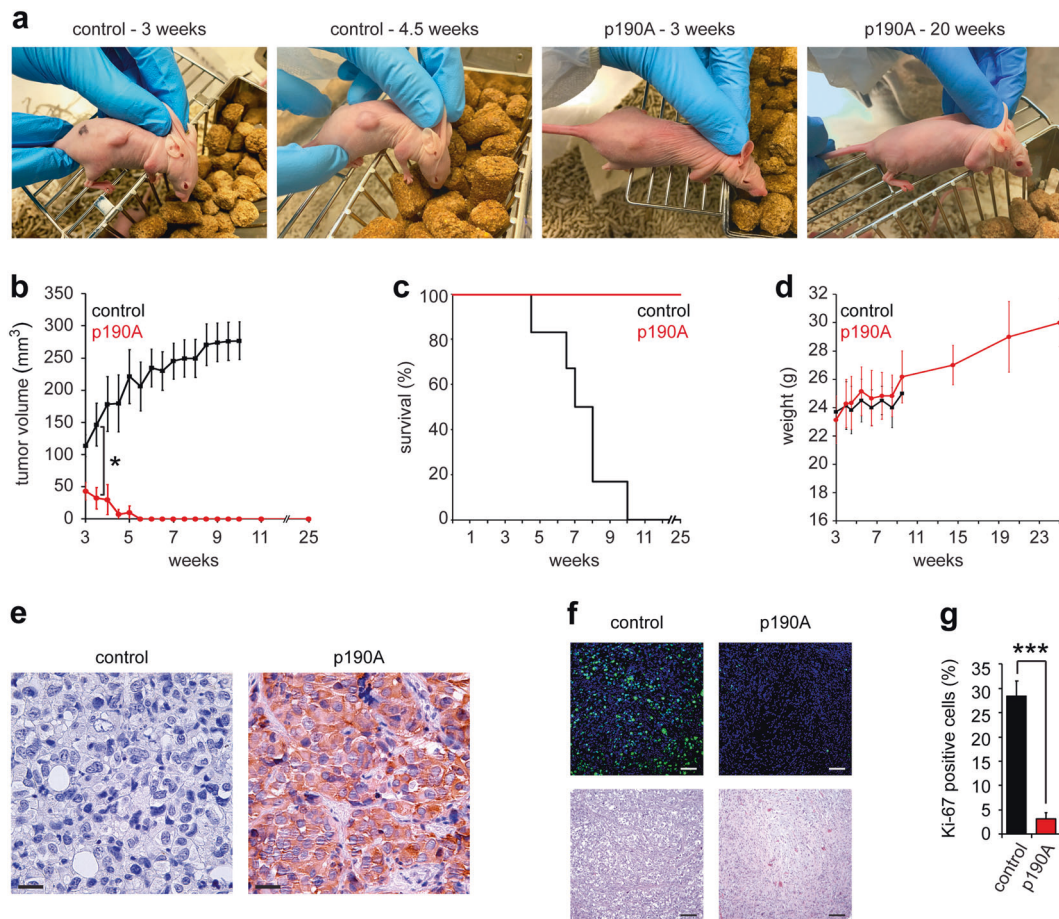 a
control - 3 weeks
control - 4.5 weeks
p190A - 3 weeks
p190A - 20 weeks
b
control
p190A
tumor volume (mm³)
350
300
250
200
150
100
50
0
*
3
5
7
9
11
25
weeks
c
control
p190A
survival (%)
100
80
60
40
20
0
1
3
5
7
9
11
25
weeks
d
control
p190A
weight (g)
32
30
28
26
24
22
20
18
16
3
7
11
15
19
23
weeks
e
control
p190A
f
control
p190A
g
***
Ki-67 positive cells (%)
35
30
25
20
15
10
5
0
control
p190A